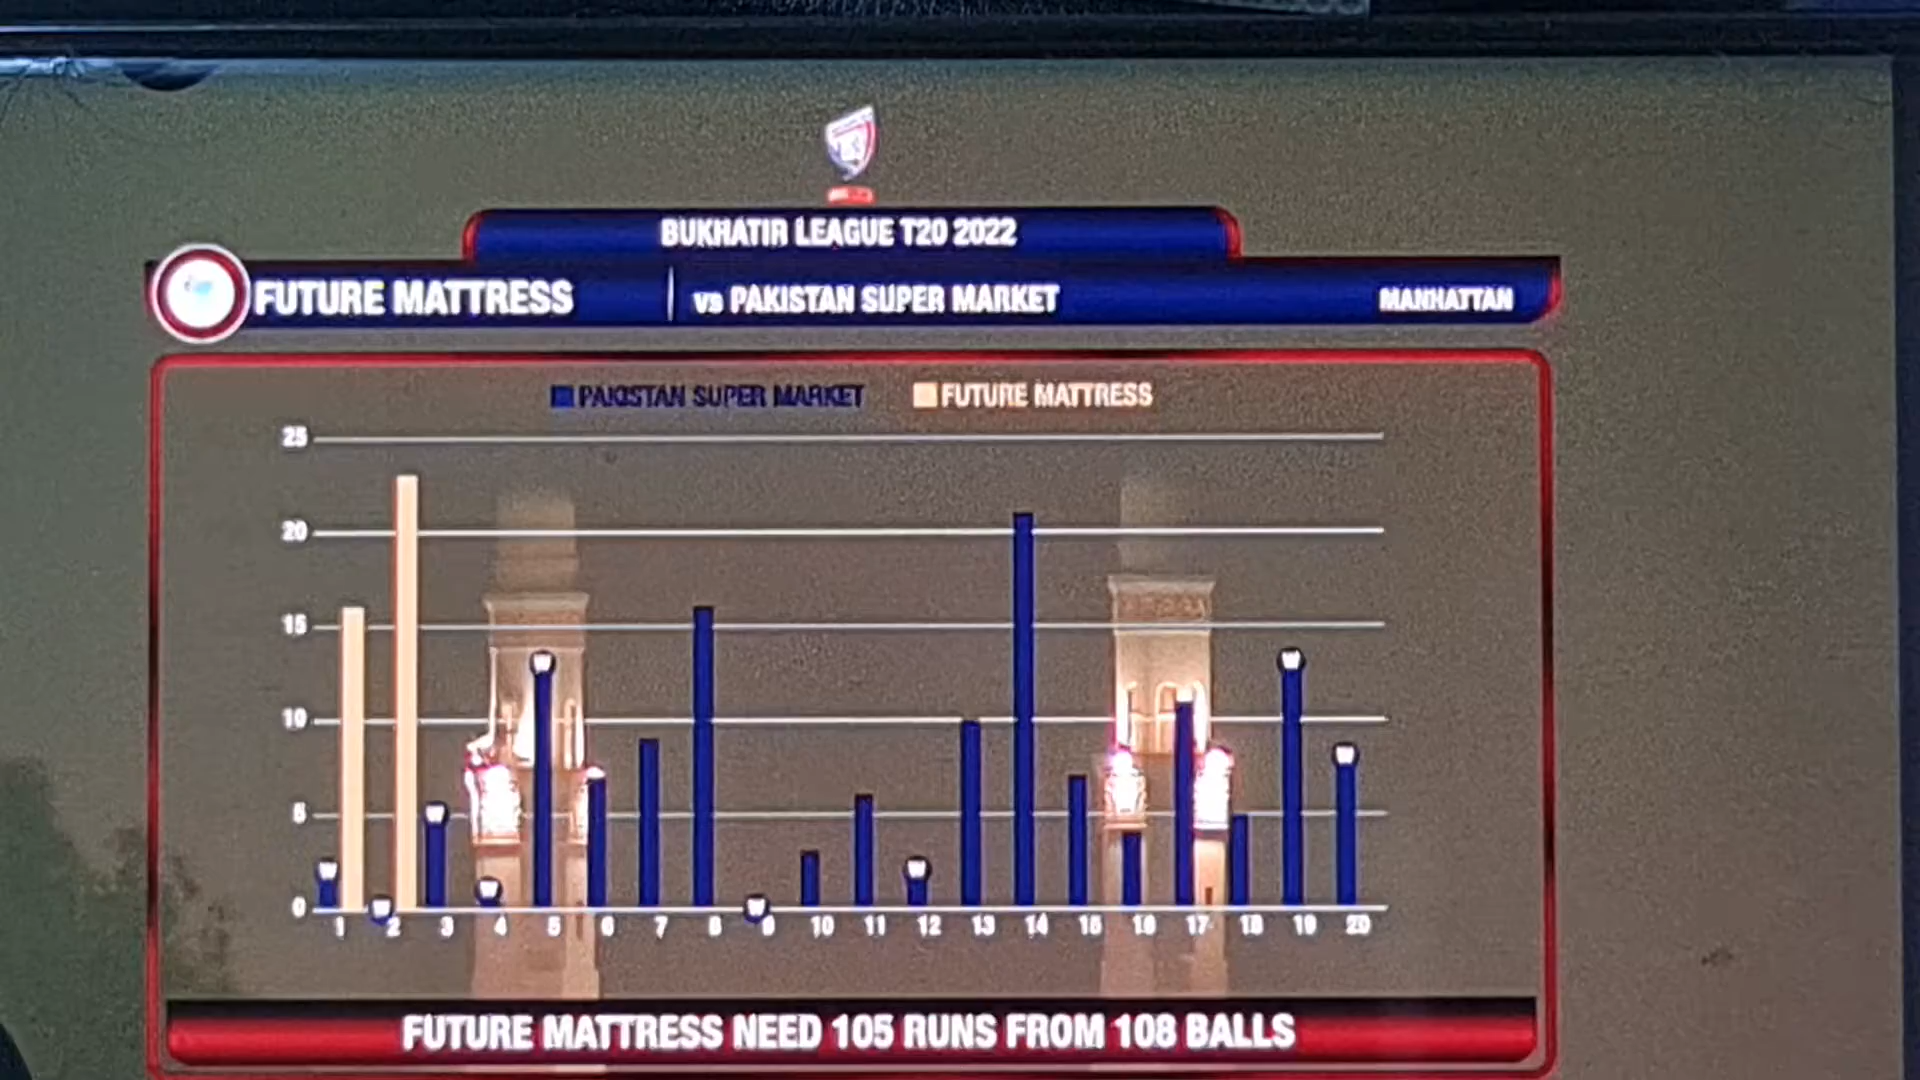 BUKHATIR LEAGUE T20 2022
FUTURE MATTRESS
vs PAKISTAN SUPER MARKET
MANHATTAN
PAKISTAN SUPER MARKET
FUTURE MATTRESS
25
20
15
10
5
0
1 2 3 4 5 6 7 8 9 10 11 12 13 14 15 16 17 18 19 20
W
W
W
W
W
W
W
W
W
FUTURE MATTRESS NEED 105 RUNS FROM 108 BALLS